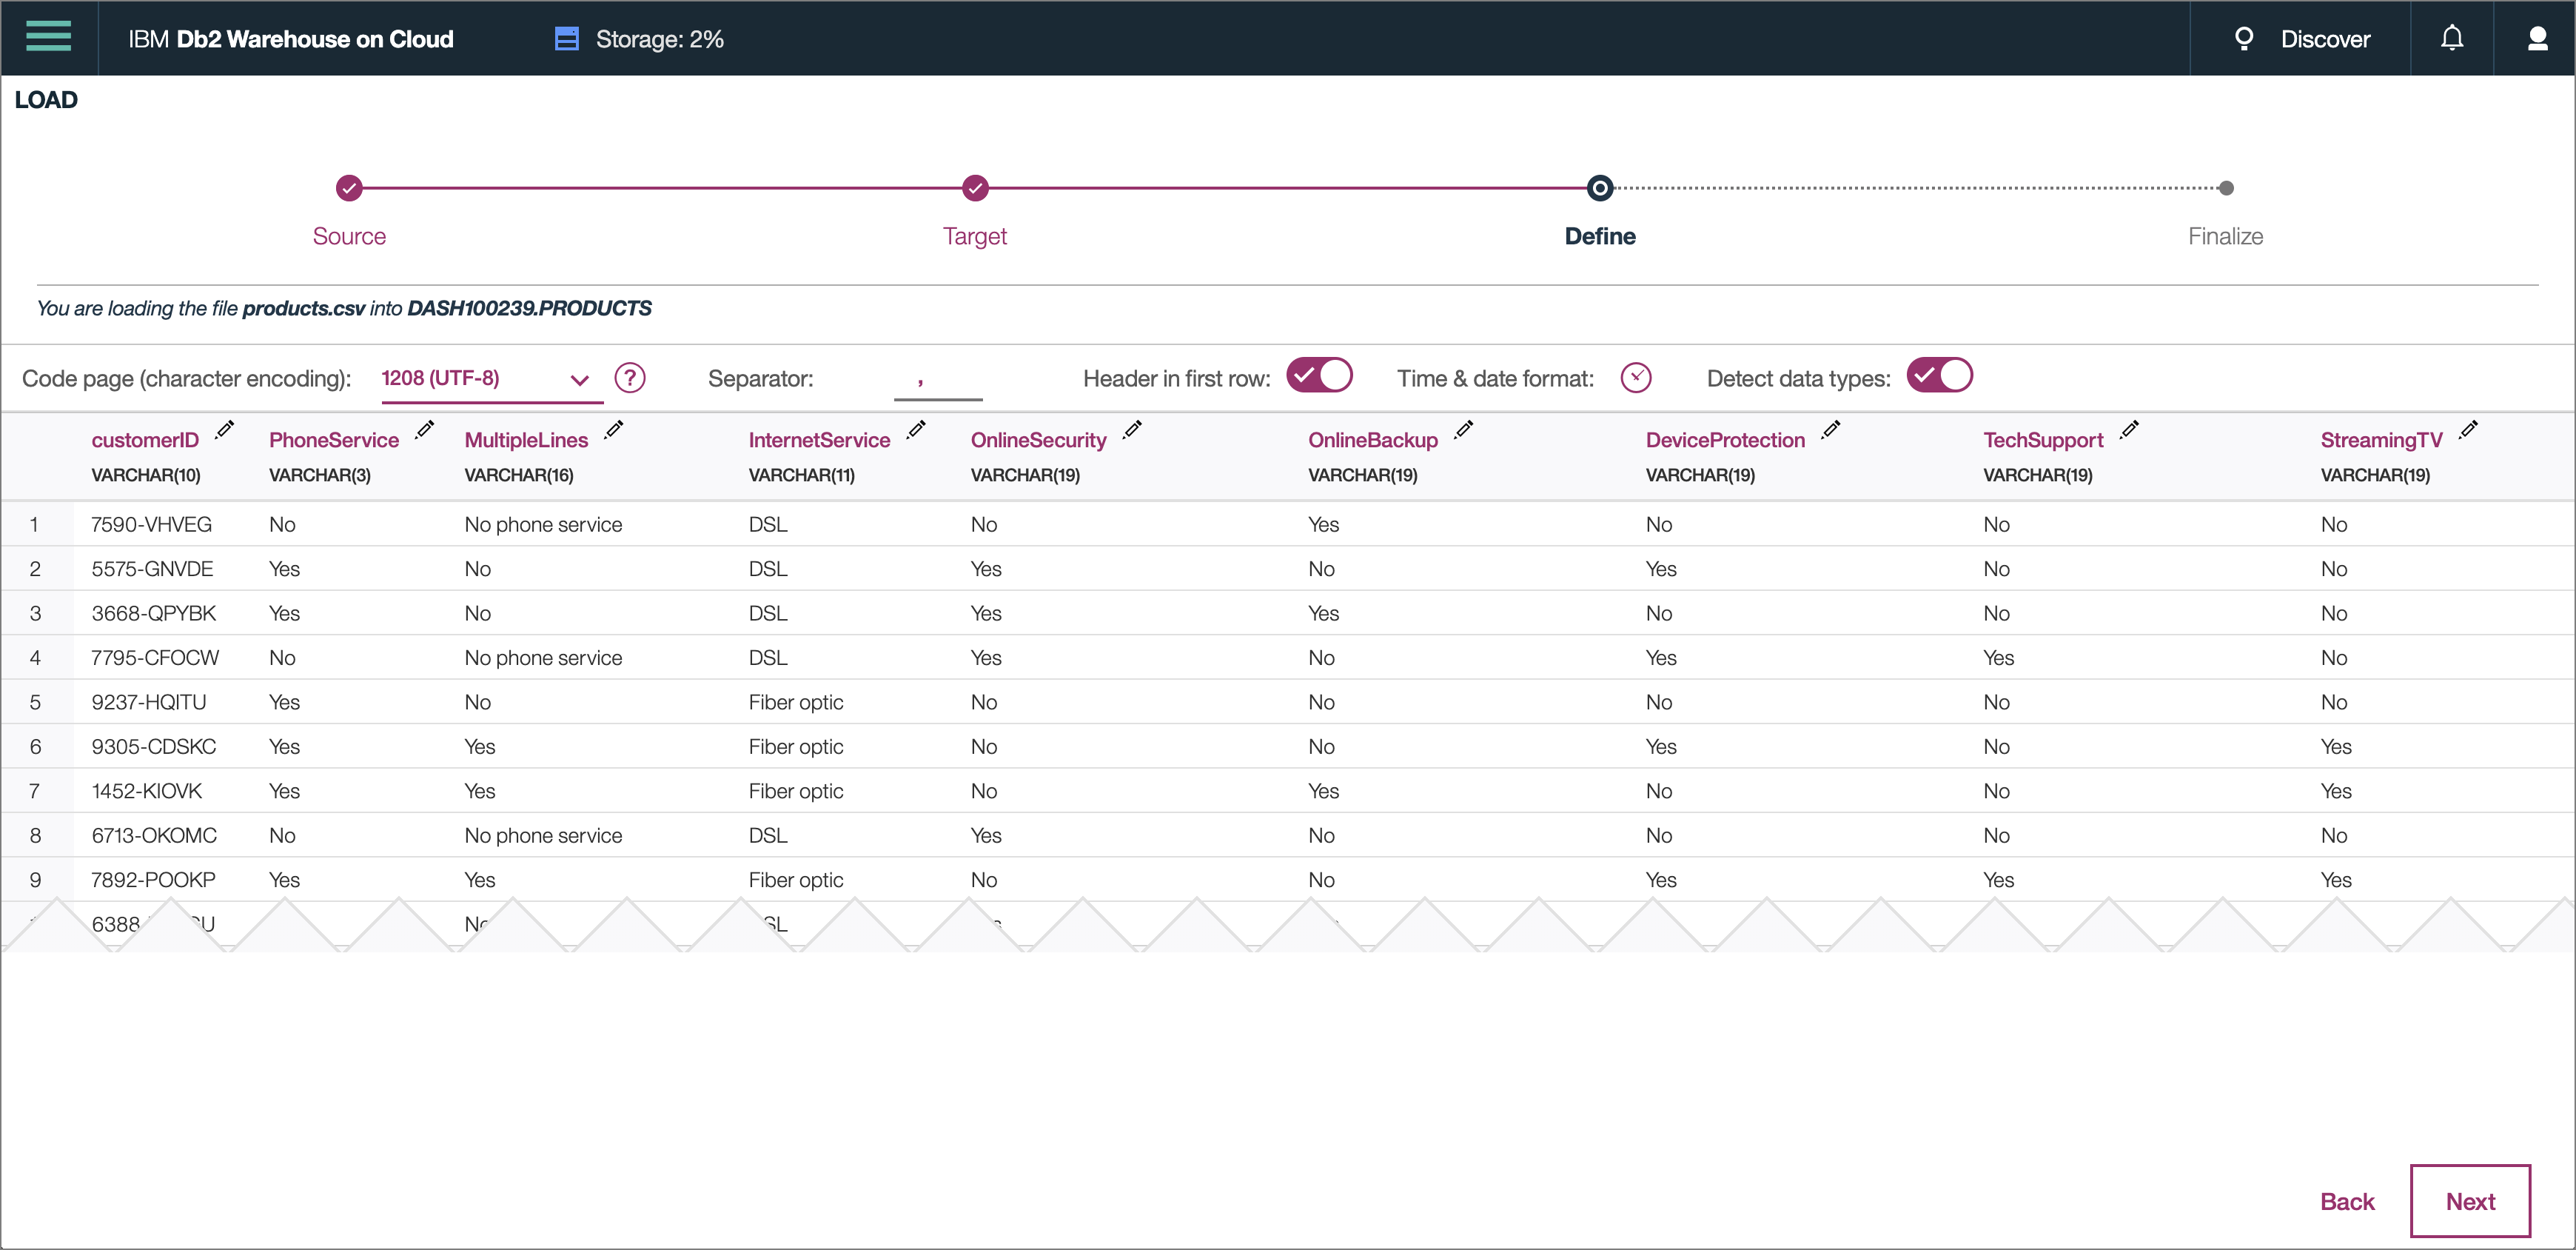 IBM Db2 Warehouse on Cloud Storage: 2% Discover
LOAD
Source Target Define Finalize
You are loading the file products.csv into DASH100239.PRODUCTS
Code page (character encoding): 1208 (UTF-8) ? Separator: , Header in first row: Time & date format: Detect data types:
customerID PhoneService MultipleLines InternetService OnlineSecurity OnlineBackup DeviceProtection TechSupport StreamingTV
VARCHAR(10) VARCHAR(3) VARCHAR(16) VARCHAR(11) VARCHAR(19) VARCHAR(19) VARCHAR(19) VARCHAR(19) VARCHAR(19)
1 7590-VHVEG No No phone service DSL No Yes No No No
2 5575-GNVDE Yes No DSL Yes No Yes No No
3 3668-QPYBK Yes No DSL Yes Yes No No No
4 7795-CFOCW No No phone service DSL Yes No Yes Yes No
5 9237-HQITU Yes No Fiber optic No No No No No
6 9305-CDSKC Yes Yes Fiber optic No No Yes No Yes
7 1452-KIOVK Yes Yes Fiber optic No Yes No No Yes
8 6713-OKOMC No No phone service DSL Yes No No No No
9 7892-POOKP Yes Yes Fiber optic No No Yes Yes Yes
6388
Back Next